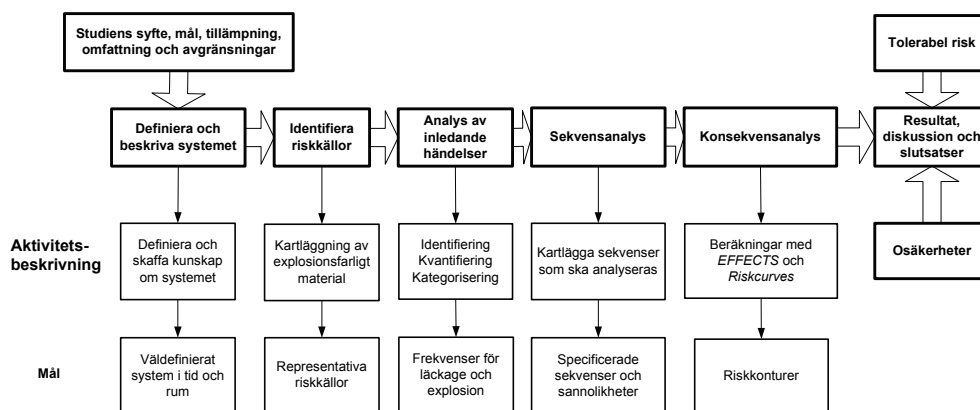 Studiens syfte, mål, tillämpning,
omfattning och avgränsningar
Tolerabel risk
Definiera och
beskriva systemet
Identifiera
riskkällor
Analys av
inledande
händelser
Sekvensanalys
Konsekvensanalys
Resultat,
diskussion och
slutsatser
Aktivitets-
beskrivning
Definiera och
skaffa kunskap
om systemet
Kartläggning av
explosionsfarligt
material
Identifiering
Kvantifiering
Kategorisering
Kartlägga sekvenser
som ska analyseras
Beräkningar med
EFFECTS och
Riskcurves
Osäkerheter
Mål
Väldefinierat
system i tid och
rum
Representativa
riskkällor
Frekvenser för
läckage och
explosion
Specificerade
sekvenser och
sannolikheter
Riskkonturer